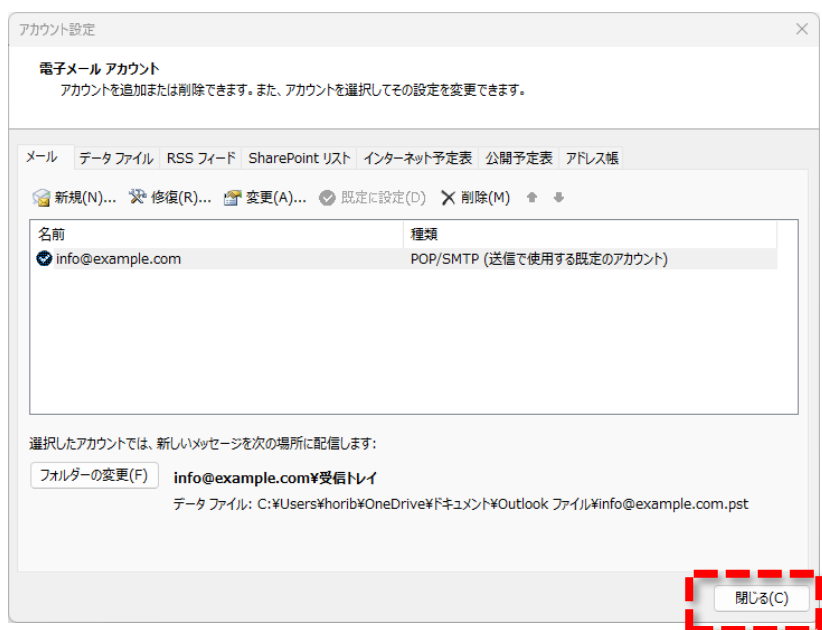 アカウント設定
電子メール アカウント
アカウントを追加または削除できます。また、アカウントを選択してその設定を変更できます。
メール データ ファイル RSS フィード SharePoint リスト インターネット予定表 公開予定表 アドレス帳
新規(N)... 修復(R)... 変更(A)... 既定に設定(D) 削除(M)
名前 種類
info@example.com POP/SMTP (送信で使用する既定のアカウント)
選択したアカウントでは、新しいメッセージを次の場所に配信します:
フォルダーの変更(F) info@example.com¥受信トレイ
データ ファイル: C:¥Users¥horib¥OneDrive¥ドキュメント¥Outlook ファイル¥info@example.com.pst
閉じる(C)